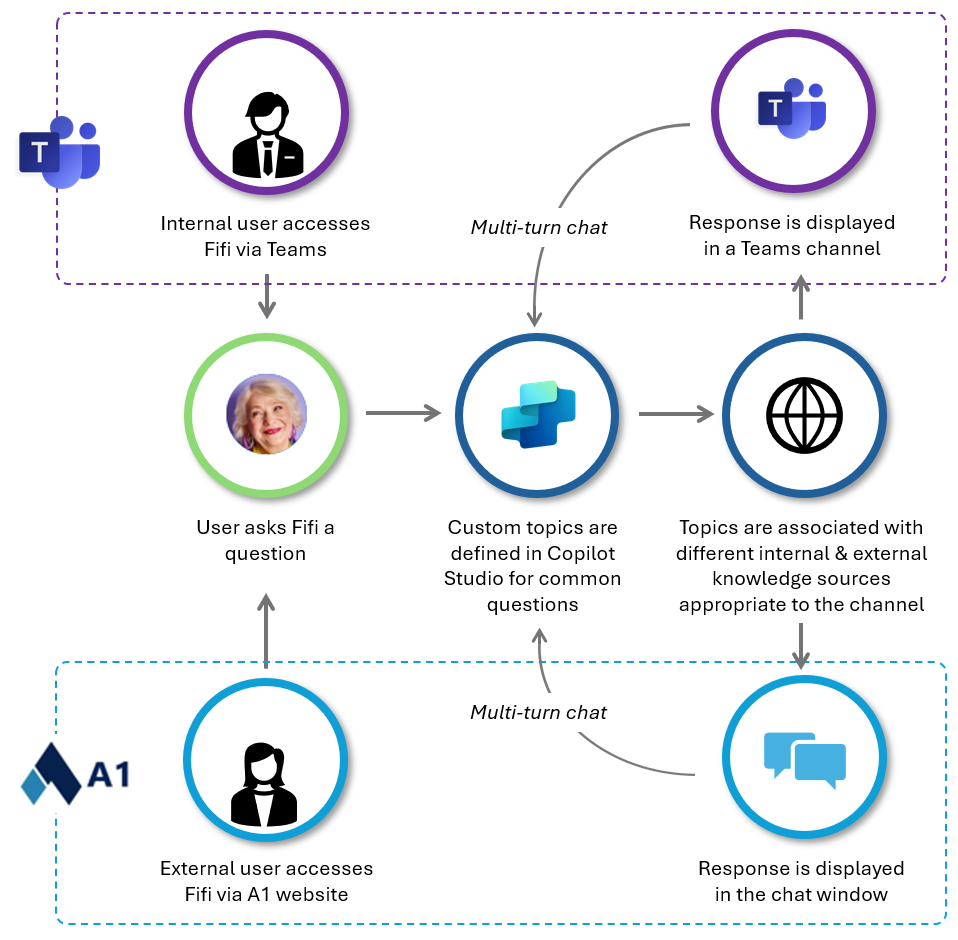 T
Internal user accesses
Fifi via Teams
T
Response is displayed
in a Teams channel
Multi-turn chat
User asks Fifi a
question
Custom topics are
defined in Copilot
Studio for common
questions
Topics are associated with
different internal & external
knowledge sources
appropriate to the channel
Multi-turn chat
A1
External user accesses
Fifi via A1 website
Response is displayed
in the chat window